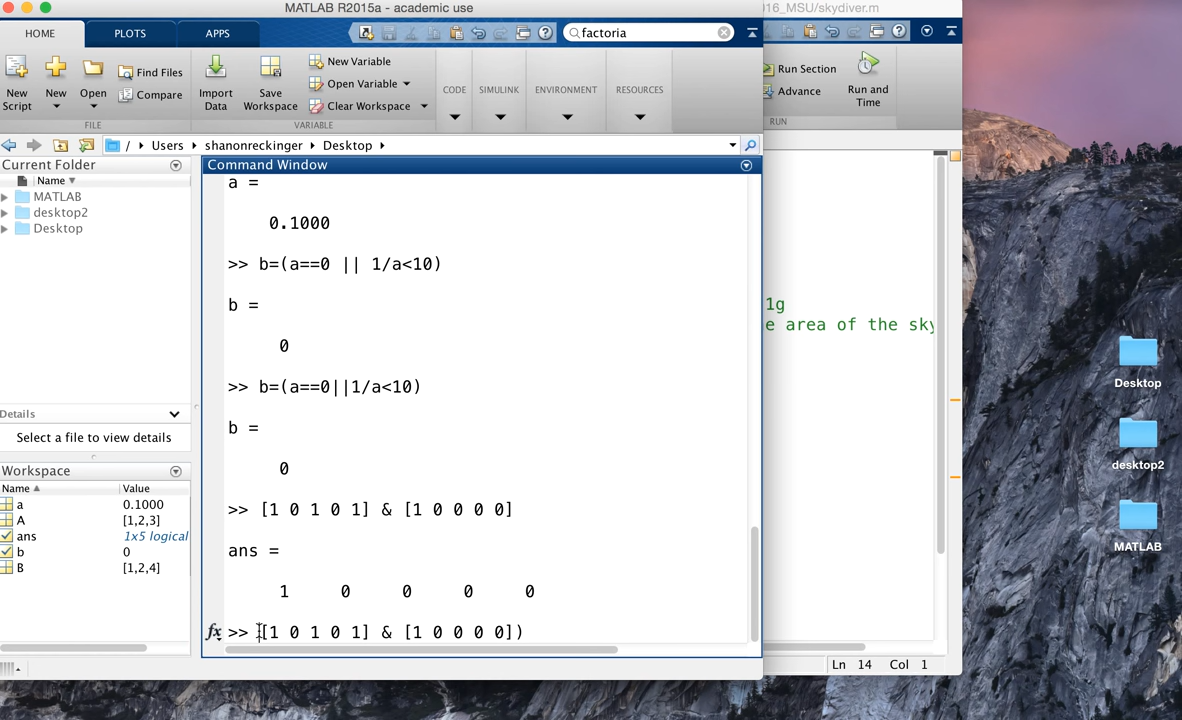 MATLAB R2015a - academic use
16_MSU/skydiver.m
HOME PLOTS APPS
factoria
New Script
New
Open
Find Files
Compare
Import Data
Save Workspace
New Variable
Open Variable
Clear Workspace
CODE
SIMULINK
ENVIRONMENT
RESOURCES
FILE
VARIABLE
Run Section
Advance
Run and Time
RUN
/ Users shanonreckinger Desktop
Current Folder
Name
MATLAB
desktop2
Desktop
Details
Select a file to view details
Workspace
Name Value
a 0.1000
A [1,2,3]
ans 1x5 logical
b 0
B [1,2,4]
Command Window
a =
0.1000
>> b=(a==0 || 1/a<10)
b =
0
>> b=(a==0||1/a<10)
b =
0
>> [1 0 1 0 1] & [1 0 0 0 0]
ans =
1 0 0 0 0
fx >> [1 0 1 0 1] & [1 0 0 0 0])
1g
e area of the sky
Ln 14 Col 1
Desktop
desktop2
MATLAB